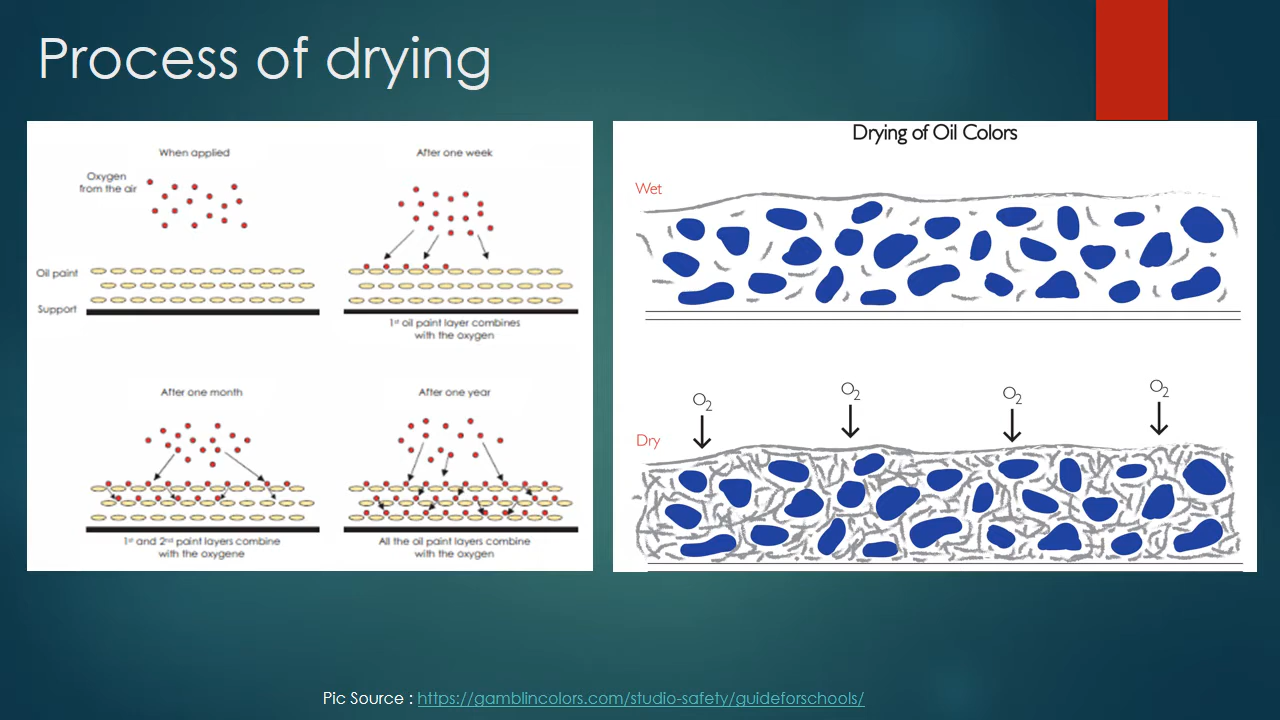 Process of drying
When applied
Oxygen
from the air
Oil paint
Support
After one week
1st oil paint layer combines
with the oxygen
After one month
1st and 2nd paint layers combine
with the oxygene
After one year
All the oil paint layers combine
with the oxygen
Drying of Oil Colors
Wet
O2 O2 O2 O2
Dry
Pic Source : https://gamblincolors.com/studio-safety/guideforschools/